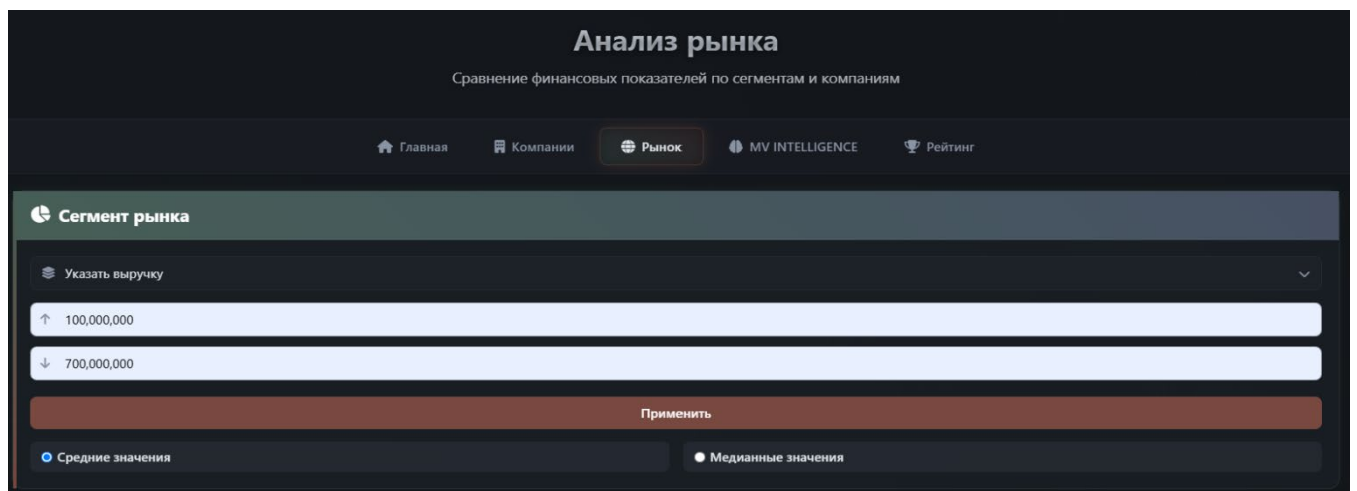 Анализ рынка
Сравнение финансовых показателей по сегментам и компаниям
Главная Компании Рынок MV INTELLIGENCE Рейтинг
Сегмент рынка
Указать выручку
100,000,000
700,000,000
Применить
Средние значения Медианные значения